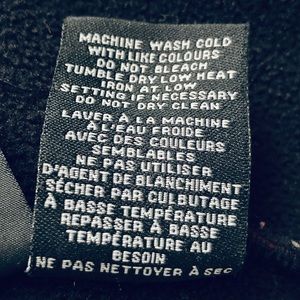 MACHINE WASH COLD
WITH LIKE COLOURS
DO NOT BLEACH
TUMBLE DRY LOW HEAT
IRON AT LOW
SETTING IF NECESSARY
DO NOT DRY CLEAN
LAVER À LA MACHINE
À L'EAU FROIDE
AVEC DES COULEURS
SEMBLABLES
NE PAS UTILISER
D'AGENT DE BLANCHIMENT
SÉCHER PAR CULBUTAGE
À BASSE TEMPÉRATURE
REPASSER À BASSE
TEMPÉRATURE AU
BESOIN
NE PAS NETTOYER À SEC